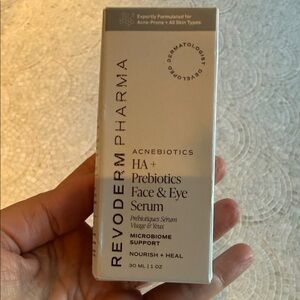 Expertly Formulated for
Acne-Prone + All Skin Types
DERMATOLOGIST DEVELOPED
REVODERM PHARMA
ACNEBIOTICS
HA +
Prebiotics
Face & Eye
Serum
Prébiotiques Sérum
Visage & Yeux
MICROBIOME
SUPPORT
NOURISH + HEAL
30 ML | 1 OZ